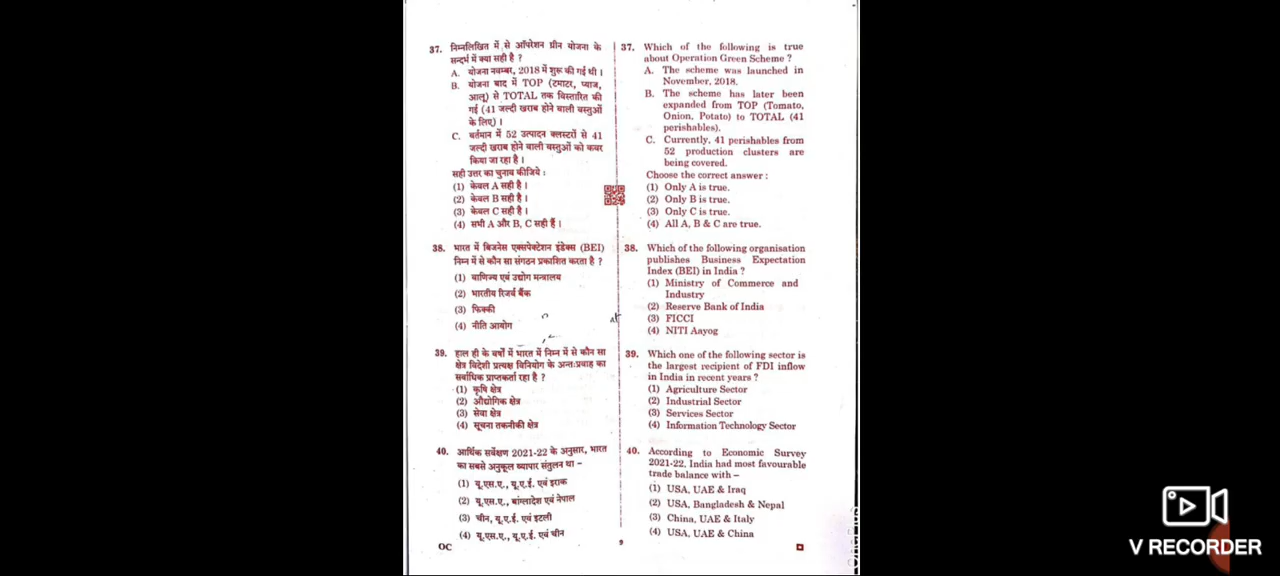 37. निम्नलिखित में से ऑपरेशन ग्रीन योजना के
सन्दर्भ में क्या सही है ?
A. योजना नवम्बर, 2018 में शुरू की गई थी ।
B. योजना बाद में TOP (टमाटर, प्याज,
आलू) से TOTAL तक विस्तारित की
गई (41 जल्दी खराब होने वाली वस्तुओं
के लिए) ।
C. वर्तमान में 52 उत्पादन क्लस्टरों से 41
जल्दी खराब होने वाली वस्तुओं को कवर
किया जा रहा है ।
सही उत्तर का चुनाव कीजिये :
(1) केवल A सही है ।
(2) केवल B सही है ।
(3) केवल C सही है ।
(4) सभी A और B, C सही हैं ।
38. भारत में बिजनेस एक्सपेक्टेशन इंडेक्स (BEI)
निम्न में से कौन सा संगठन प्रकाशित करता है ?
(1) वाणिज्य एवं उद्योग मन्त्रालय
(2) भारतीय रिजर्व बैंक
(3) फिक्की
(4) नीति आयोग
39. हाल ही के वर्षों में भारत में निम्न में से कौन सा
क्षेत्र विदेशी प्रत्यक्ष विनियोग के अन्तःप्रवाह का
सर्वाधिक प्राप्तकर्ता रहा है ?
(1) कृषि क्षेत्र
(2) औद्योगिक क्षेत्र
(3) सेवा क्षेत्र
(4) सूचना तकनीकी क्षेत्र
40. आर्थिक सर्वेक्षण 2021-22 के अनुसार, भारत
का सबसे अनुकूल व्यापार संतुलन था –
(1) यू.एस.ए., यू.ए.ई. एवं इराक
(2) यू.एस.ए., बांग्लादेश एवं नेपाल
(3) चीन, यू.ए.ई. एवं इटली
(4) यू.एस.ए., यू.ए.ई. एवं चीन
OC
37. Which of the following is true
about Operation Green Scheme ?
A. The scheme was launched in
November, 2018.
B. The scheme has later been
expanded from TOP (Tomato,
Onion, Potato) to TOTAL (41
perishables).
C. Currently, 41 perishables from
52 production clusters are
being covered.
Choose the correct answer :
(1) Only A is true.
(2) Only B is true.
(3) Only C is true.
(4) All A, B & C are true.
38. Which of the following organisation
publishes Business Expectation
Index (BEI) in India ?
(1) Ministry of Commerce and
Industry
(2) Reserve Bank of India
(3) FICCI
(4) NITI Aayog
39. Which one of the following sector is
the largest recipient of FDI inflow
in India in recent years ?
(1) Agriculture Sector
(2) Industrial Sector
(3) Services Sector
(4) Information Technology Sector
40. According to Economic Survey
2021-22, India had most favourable
trade balance with –
(1) USA, UAE & Iraq
(2) USA, Bangladesh & Nepal
(3) China, UAE & Italy
(4) USA, UAE & China
9
V RECORDER